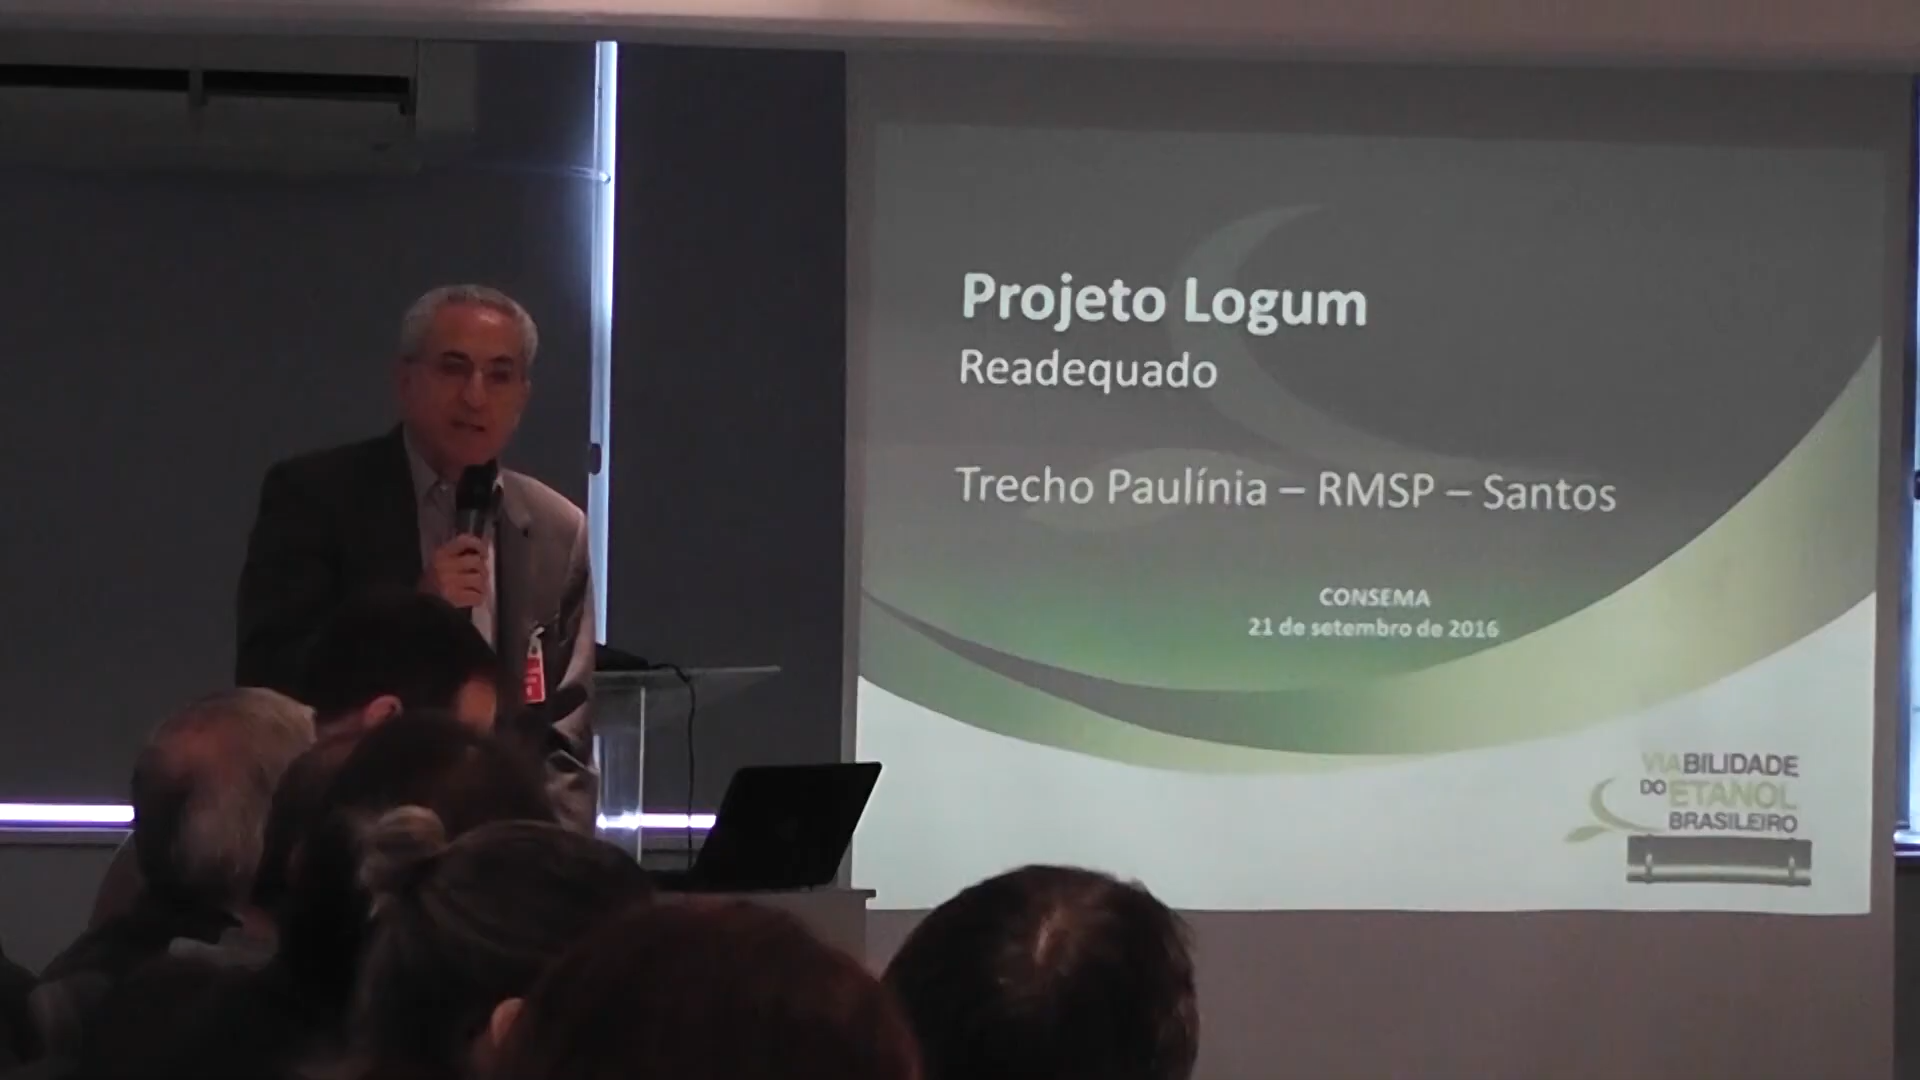 Projeto Logum
Readequado
Trecho Paulínia – RMSP – Santos
CONSEMA
21 de setembro de 2016
VIABILIDADE
DO ETANOL
BRASILEIRO